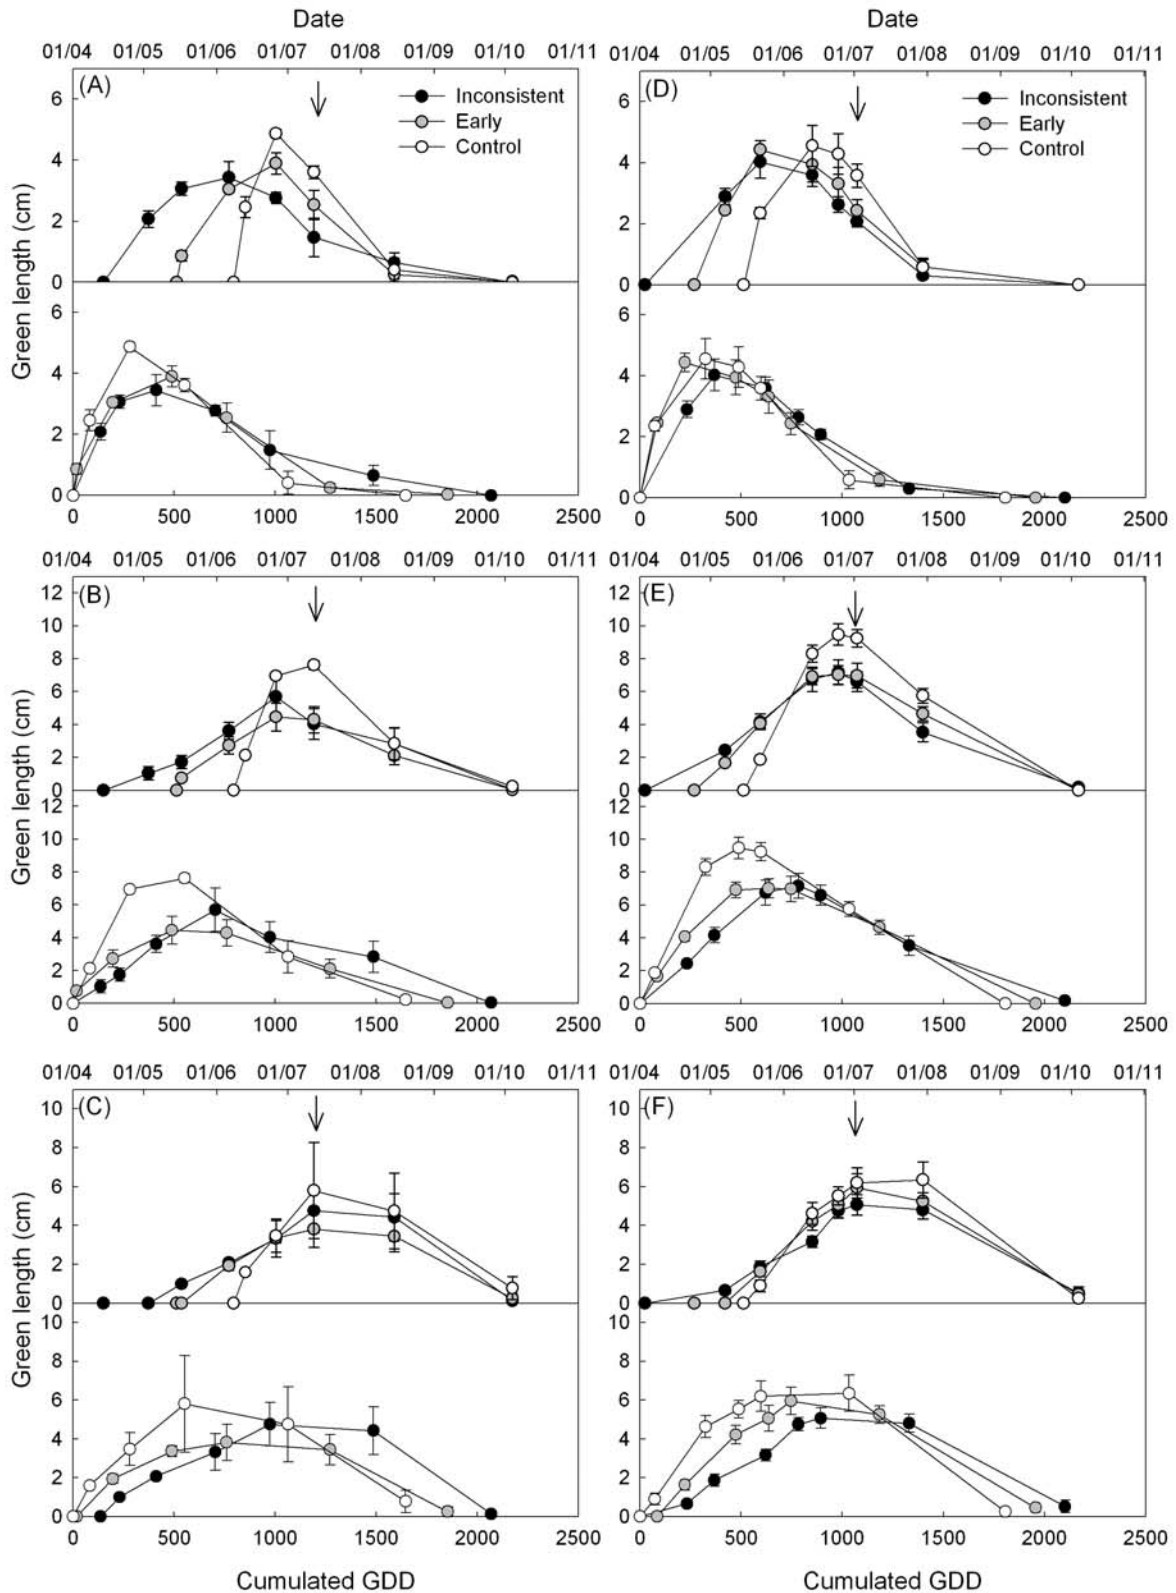 Date Date
01/04 01/05 01/06 01/07 01/08 01/09 01/10 01/11 01/04 01/05 01/06 01/07 01/08 01/09 01/10 01/11
(A) (D)
Inconsistent Inconsistent
Early Early
Control Control
6 6
4 4
2 2
0 0
Green length (cm)
6 6
4 4
2 2
0 0
0 500 1000 1500 2000 2500 0 500 1000 1500 2000 2500
01/04 01/05 01/06 01/07 01/08 01/09 01/10 01/11 01/04 01/05 01/06 01/07 01/08 01/09 01/10 01/11
(B) (E)
12 12
10 10
8 8
6 6
4 4
2 2
0 0
Green length (cm)
12 12
10 10
8 8
6 6
4 4
2 2
0 0
0 500 1000 1500 2000 2500 0 500 1000 1500 2000 2500
01/04 01/05 01/06 01/07 01/08 01/09 01/10 01/11 01/04 01/05 01/06 01/07 01/08 01/09 01/10 01/11
(C) (F)
10 10
8 8
6 6
4 4
2 2
0 0
Green length (cm)
10 10
8 8
6 6
4 4
2 2
0 0
0 500 1000 1500 2000 2500 0 500 1000 1500 2000 2500
Cumulated GDD Cumulated GDD